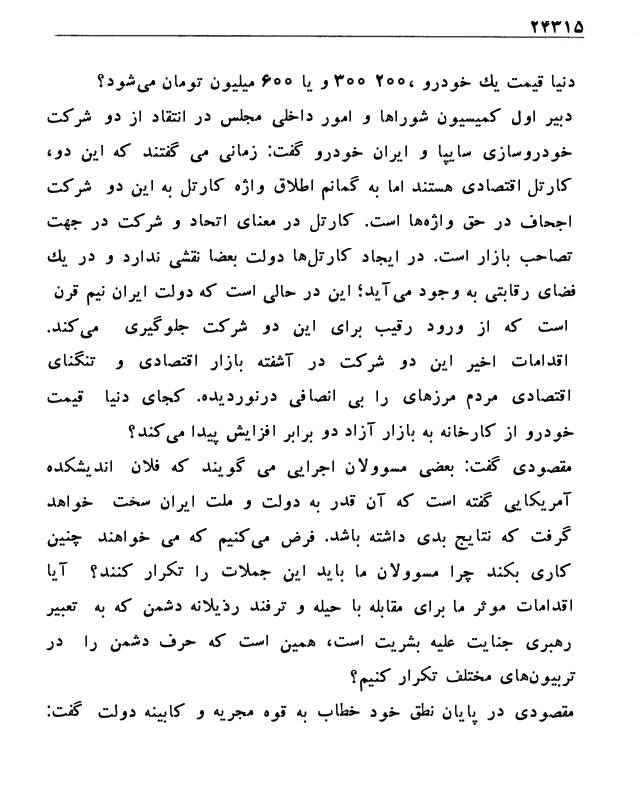 ۲۴۳۱۵
دنیا قیمت یك خودرو ،۲۰۰ ۳۰۰ و یا ۶۰۰ میلیون تومان می‌شود؟
دبیر اول کمیسیون شوراها و امور داخلی مجلس در انتقاد از دو شرکت
خودروسازی سایپا و ایران خودرو گفت: زمانی می گفتند که این دو،
کارتل اقتصادی هستند اما به گمانم اطلاق واژه کارتل به این دو شرکت
اجحاف در حق واژه‌ها است. کارتل در معنای اتحاد و شرکت در جهت
تصاحب بازار است. در ایجاد کارتل‌ها دولت بعضا نقشی ندارد و در یك
فضای رقابتی به وجود می‌آید؛ این در حالی است که دولت ایران نیم قرن
است که از ورود رقیب برای این دو شرکت جلوگیری می‌کند.
اقدامات اخیر این دو شرکت در آشفته بازار اقتصادی و تنگنای
اقتصادی مردم مرزهای را بی انصافی درنوردیده. کجای دنیا قیمت
خودرو از کارخانه به بازار آزاد دو برابر افزایش پیدا می‌کند؟
مقصودی گفت: بعضی مسوولان اجرایی می گویند که فلان اندیشکده
آمریکایی گفته است که آن قدر به دولت و ملت ایران سخت خواهد
گرفت که نتایج بدی داشته باشد. فرض می‌کنیم که می خواهند چنین
کاری بکند چرا مسوولان ما باید این جملات را تکرار کنند؟ آیا
اقدامات موثر ما برای مقابله با حیله و ترفند رذیلانه دشمن که به تعبیر
رهبری جنایت علیه بشریت است، همین است که حرف دشمن را در
تریبون‌های مختلف تکرار کنیم؟
مقصودی در پایان نطق خود خطاب به قوه مجریه و کابینه دولت گفت: